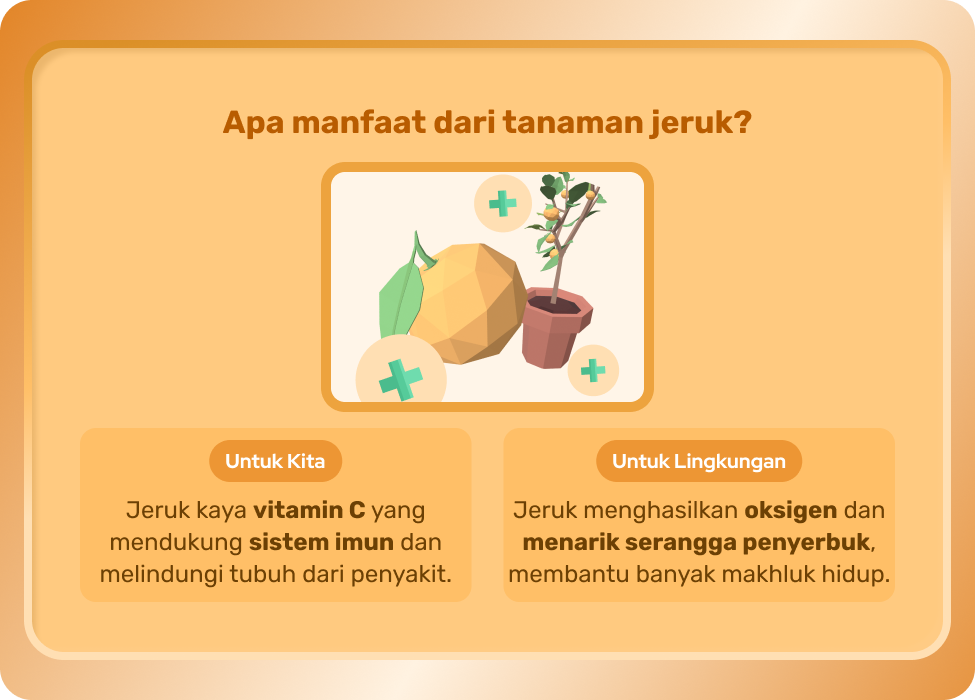 Apa manfaat dari tanaman jeruk?
Untuk Kita
Jeruk kaya vitamin C yang
mendukung sistem imun dan
melindungi tubuh dari penyakit.
Untuk Lingkungan
Jeruk menghasilkan oksigen dan
menarik serangga penyerbuk,
membantu banyak makhluk hidup.